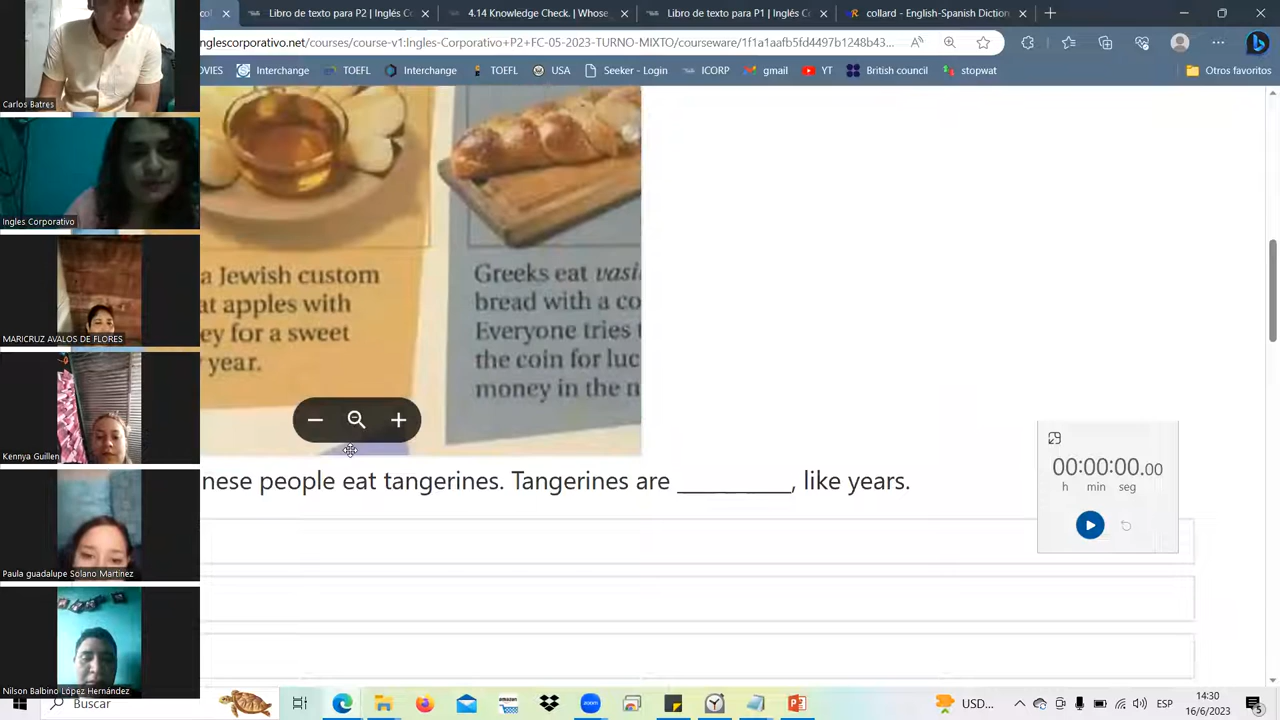 Carlos Batres
Ingles Corporativo
MARICRUZ AVALOS DE FLORES
Kennya Guillen
Paula guadalupe Solano Martinez
Nilson Balbino López Hernández
Libro de texto para P2 | Inglés C
4.14 Knowledge Check. | Whose
Libro de texto para P1 | Inglés C
collard - English-Spanish Diction
nglescorporativo.net/courses/course-v1:Ingles-Corporativo+P2+FC-05-2023-TURNO-MIXTO/courseware/1f1a1aafb5fd4497b1248b43...
OVIES
Interchange
TOEFL
Interchange
TOEFL
USA
Seeker - Login
ICORP
gmail
YT
British council
stopwat
Otros favoritos
a Jewish custom
at apples with
ey for a sweet
year.
Greeks eat vasi
bread with a co
Everyone tries t
the coin for luc
money in the n
nese people eat tangerines. Tangerines are _________, like years.
00:00:00.00
h min seg
Buscar
amazon
zoom
USD...
ESP
14:30
16/6/2023
5